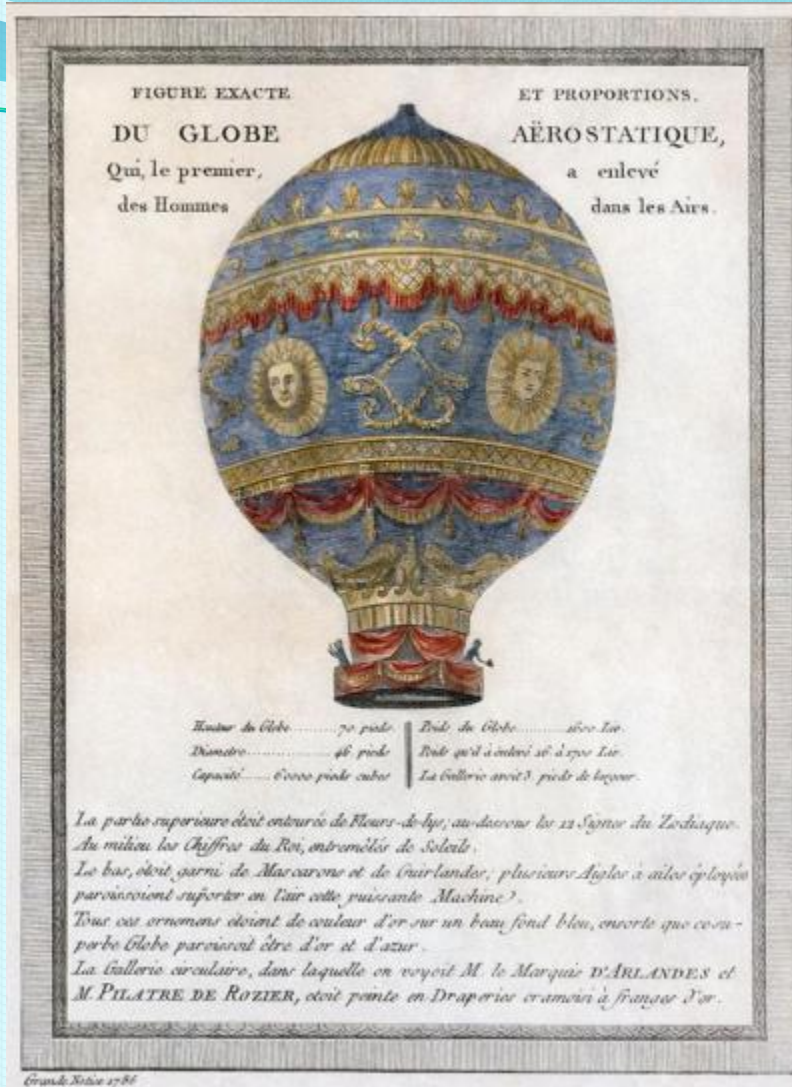 FIGURE EXACTE ET PROPORTIONS,
DU GLOBE AËROSTATIQUE,
Qui, le premier, a enlevé
des Hommes dans les Airs.
Hauteur du Globe........70 pieds
Diametre................46 pieds
Capacité......60000 pieds cubes
Poids du Globe..........1600 Liv.
Poids qu'il à enlevé 16 à 1700 Liv.
La Gallerie avoit 3 pieds de largeur.
La partie superieure étoit entourée de Fleurs-de-lys; au-dessous les 12 Signes du Zodiaque.
Au milieu les Chiffres du Roi, entremêlés de Soleils.
Le bas, étoit garni de Mascarons et de Guirlandes; plusieurs Aigles à ailes éployées
paroissoient suporter en l'air cette puissante Machine.
Tous ces ornemens etoient de couleur d'or sur un beau fond bleu, ensorte que ce su-
perbe Globe paroissoit être d'or et d'azur.
La Gallerie circulaire, dans laquelle on voyoit M. le Marquis D'ARLANDES et
M. PILATRE DE ROZIER, etoit peinte en Draperies cramoisi à franges d'or.
Grande Notice 1786